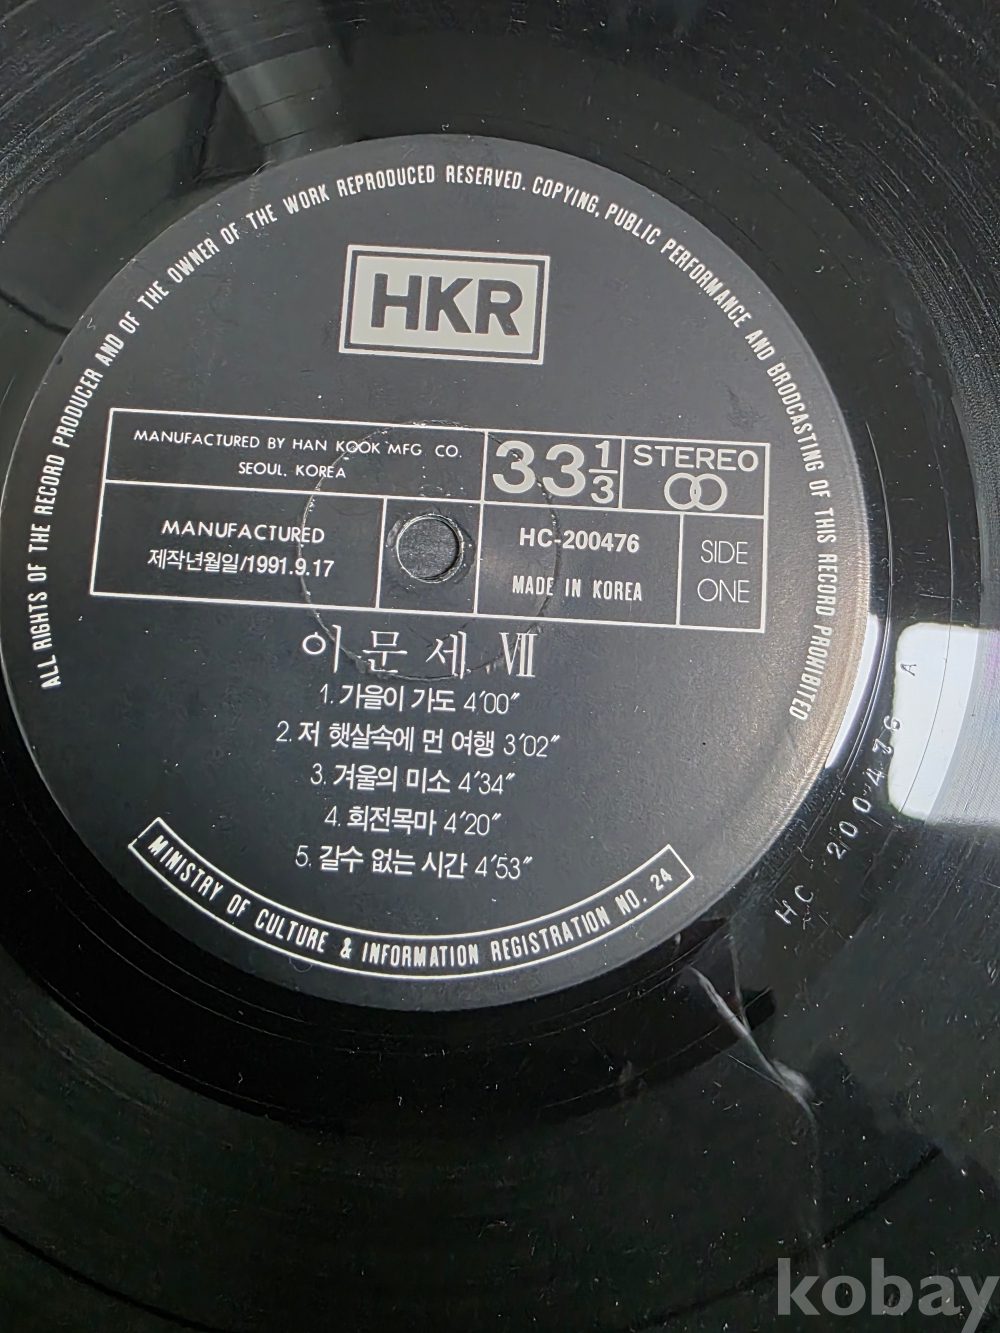 ALL RIGHTS OF THE RECORD PRODUCER AND OF THE OWNER OF THE WORK REPRODUCED RESERVED. COPYING, PUBLIC PERFORMANCE AND BRODCASTING OF THIS RECORD PROHIBITED
HKR
MANUFACTURED BY HAN KOOK MFG CO.
SEOUL. KOREA
33 1/3
STEREO
MANUFACTURED
제작년월일/1991.9.17
HC-200476
MADE IN KOREA
SIDE
ONE
이문세 Ⅶ
1. 가을이 가도 4′00″
2. 저 햇살속에 먼 여행 3′02″
3. 겨울의 미소 4′34″
4. 회전목마 4′20″
5. 갈수 없는 시간 4′53″
MINISTRY OF CULTURE & INFORMATION REGISTRATION NO. 24
HC 200476 A
kobay